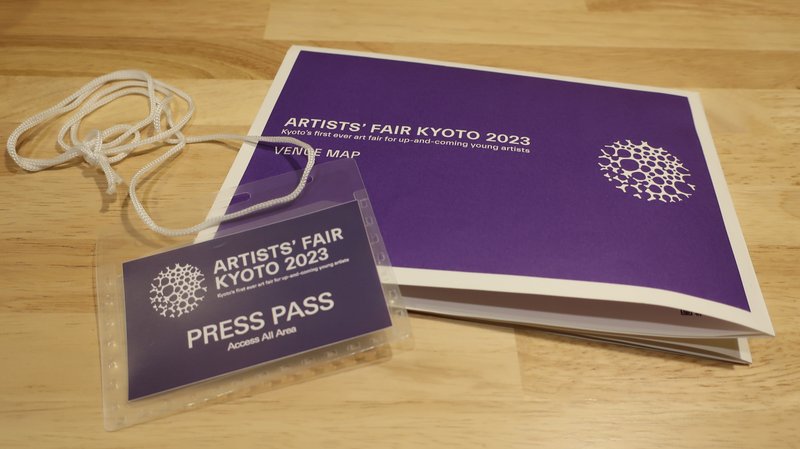 ARTISTS' FAIR KYOTO 2023
Kyoto's first ever art fair for up-and-coming young artists
VENUE MAP
ARTISTS' FAIR
KYOTO 2023
Kyoto's first ever art fair for up-and-coming young artists
PRESS PASS
Access All Area